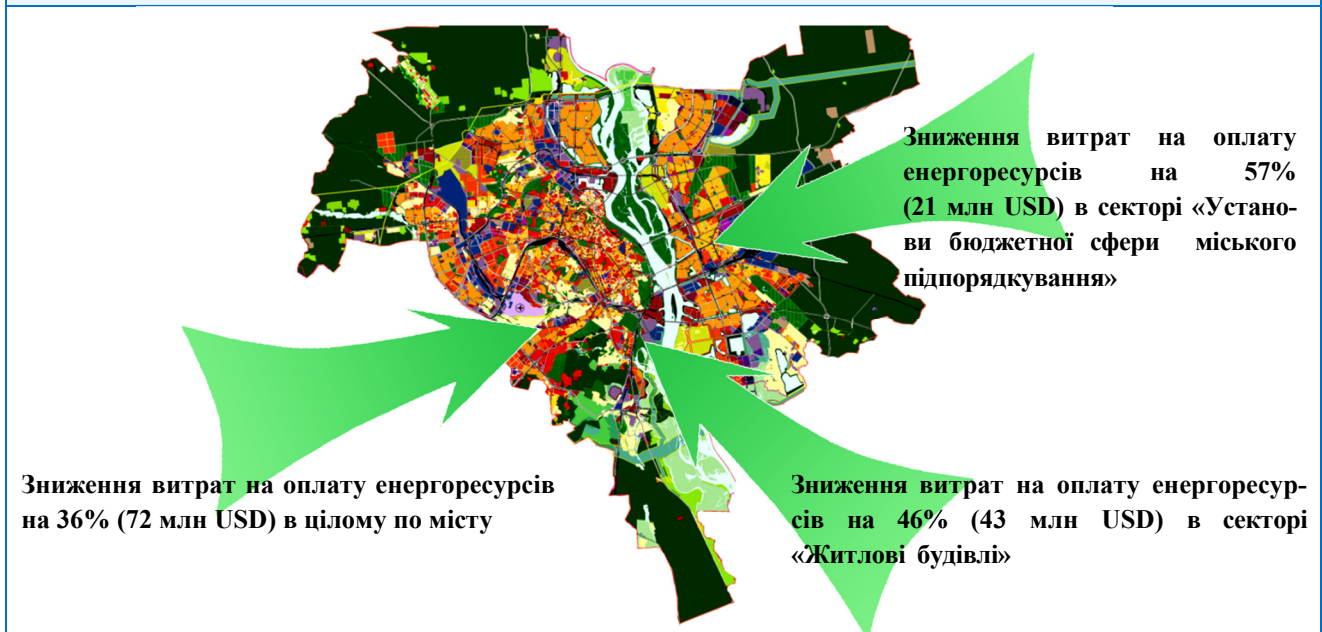 Зниження витрат на оплату
енергоресурсів на 57%
(21 млн USD) в секторі «Устано-
ви бюджетної сфери міського
підпорядкування»
Зниження витрат на оплату енергоресурсів
на 36% (72 млн USD) в цілому по місту
Зниження витрат на оплату енергоресур-
сів на 46% (43 млн USD) в секторі
«Житлові будівлі»